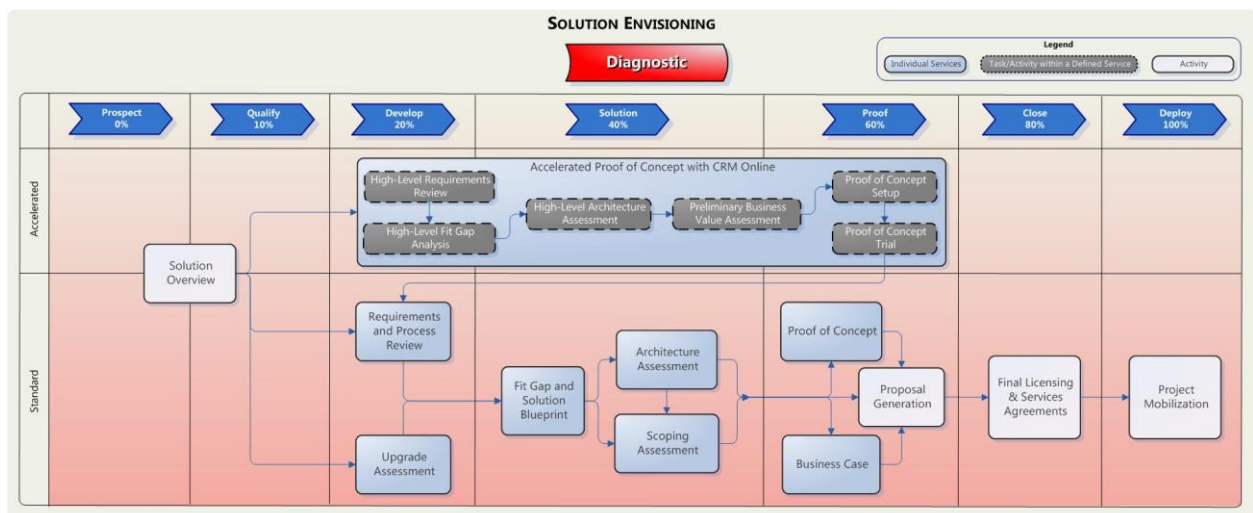 SOLUTION ENVISIONING
Diagnostic
Legend
Individual Services
Task/Activity within a Defined Service
Activity
Prospect
0%
Qualify
10%
Develop
20%
Solution
40%
Proof
60%
Close
80%
Deploy
100%
Accelerated
Accelerated Proof of Concept with CRM Online
High-Level Requirements
Review
High-Level Fit Gap
Analysis
High-Level Architecture
Assessment
Preliminary Business
Value Assessment
Proof of Concept
Setup
Proof of Concept
Trial
Solution
Overview
Standard
Requirements
and Process
Review
Upgrade
Assessment
Fit Gap and
Solution
Blueprint
Architecture
Assessment
Scoping
Assessment
Proof of Concept
Business Case
Proposal
Generation
Final Licensing
& Services
Agreements
Project
Mobilization